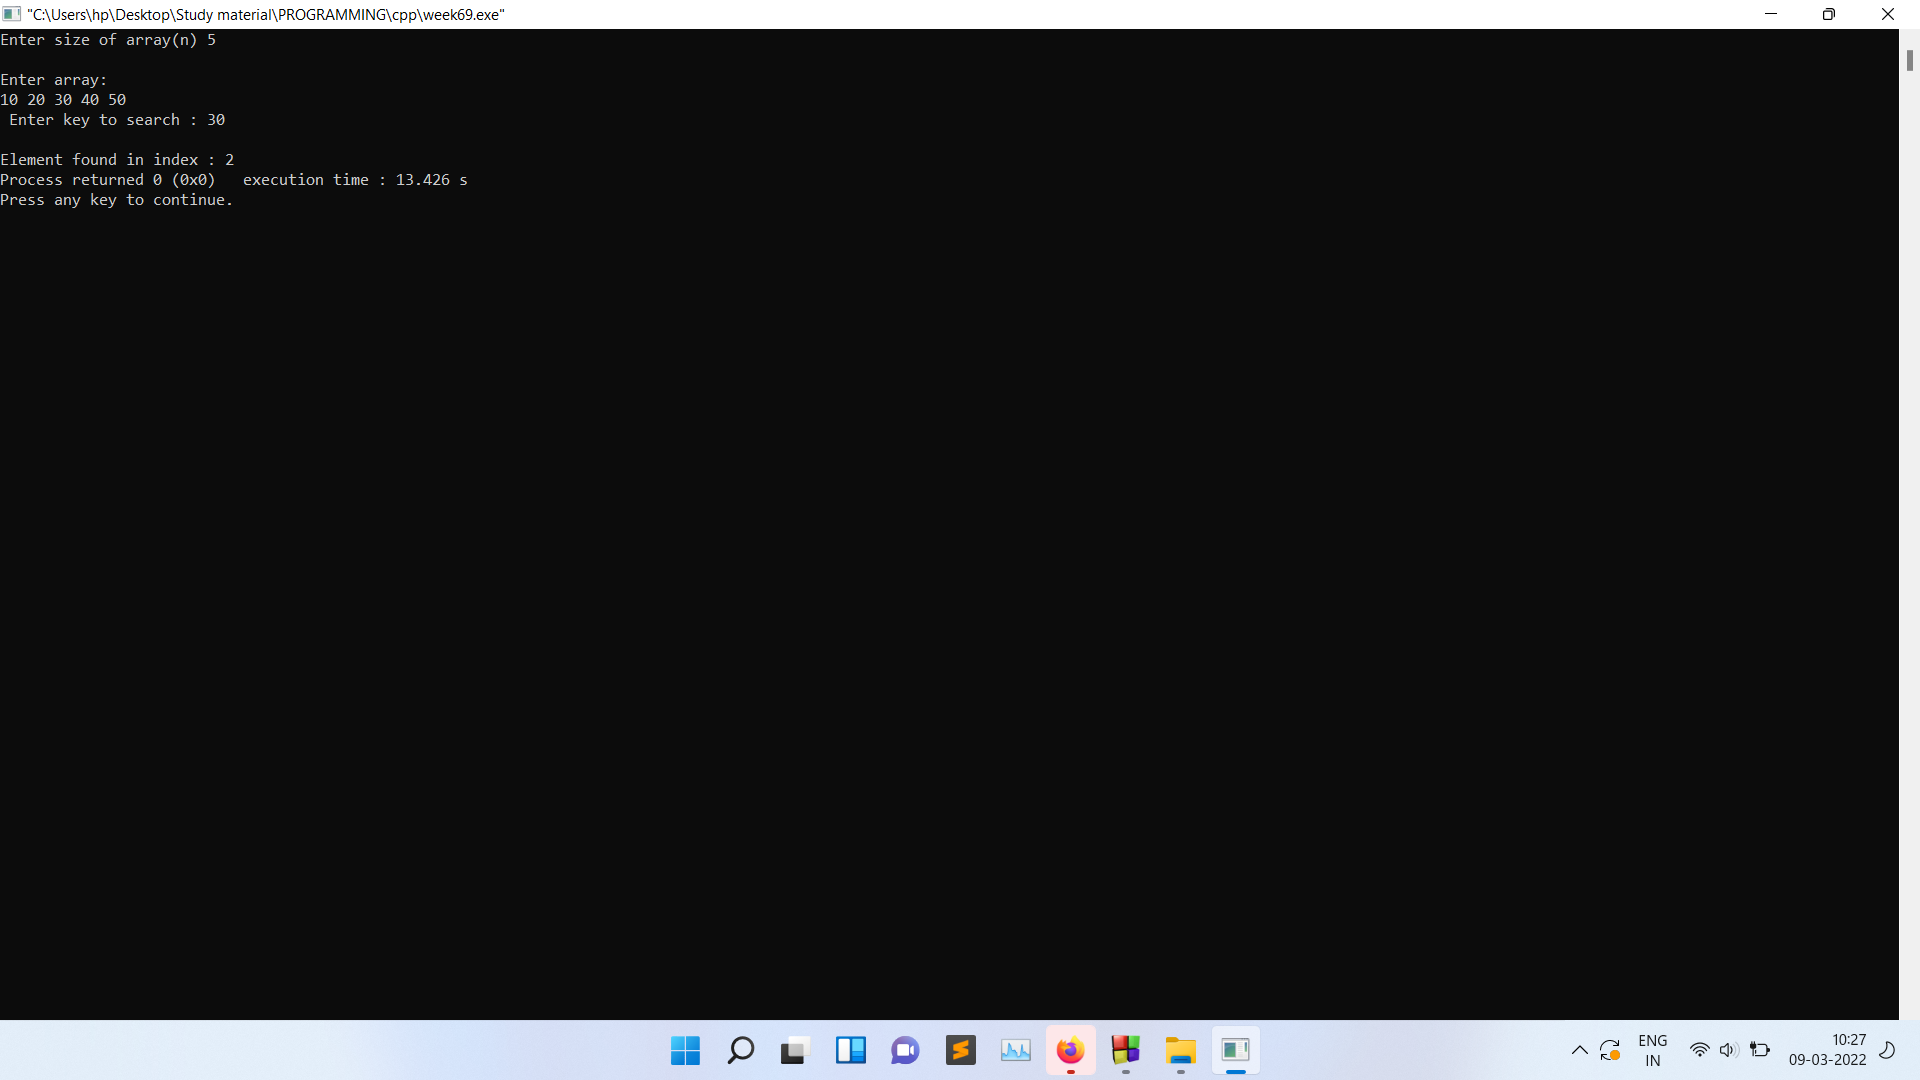 "C:\Users\hp\Desktop\Study material\PROGRAMMING\cpp\week69.exe"
Enter size of array(n) 5
Enter array:
10 20 30 40 50
Enter key to search : 30
Element found in index : 2
Process returned 0 (0x0)   execution time : 13.426 s
Press any key to continue.
ENG
IN
10:27
09-03-2022